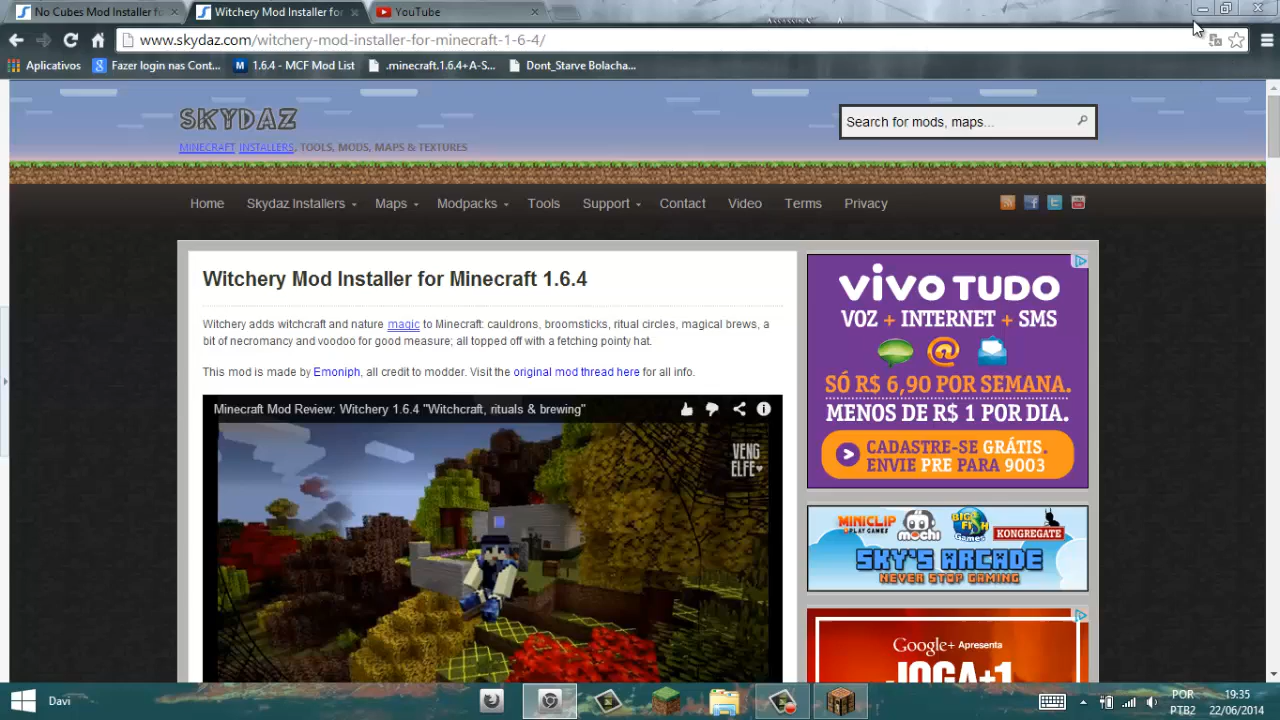 No Cubes Mod Installer fo
Witchery Mod Installer for
YouTube
www.skydaz.com/witchery-mod-installer-for-minecraft-1-6-4/
Aplicativos
Fazer login nas Cont...
1.6.4 - MCF Mod List
.minecraft.1.6.4+A-S...
Dont_Starve Bolacha...
SKYDAZ
MINECRAFT INSTALLERS, TOOLS, MODS, MAPS & TEXTURES
Search for mods, maps...
Home
Skydaz Installers
Maps
Modpacks
Tools
Support
Contact
Video
Terms
Privacy
Witchery Mod Installer for Minecraft 1.6.4
Witchery adds witchcraft and nature magic to Minecraft: cauldrons, broomsticks, ritual circles, magical brews, a
bit of necromancy and voodoo for good measure; all topped off with a fetching pointy hat.
This mod is made by Emoniph, all credit to modder. Visit the original mod thread here for all info.
Minecraft Mod Review: Witchery 1.6.4 "Witchcraft, rituals & brewing"
VENG
ELFE
VIVO TUDO
VOZ + INTERNET + SMS
@
SÓ R$ 6,90 POR SEMANA.
MENOS DE R$ 1 POR DIA.
CADASTRE-SE GRÁTIS.
ENVIE PRE PARA 9003
MINICLIP
PLAY GAMES
mochi
BIG FISH
Games
KONGREGATE
SKY'S ARCADE
NEVER STOP GAMING
Google+ Apresenta
JOGA+1
Davi
POR
PTB2
19:35
22/06/2014